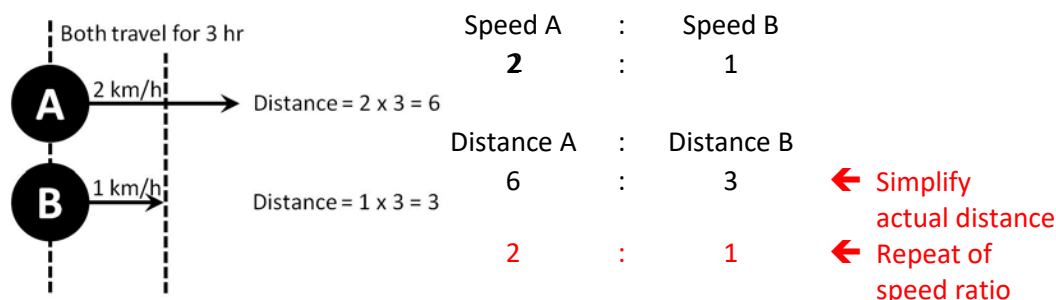 Both travel for 3 hr
A
2 km/h
Distance = 2 x 3 = 6
B
1 km/h
Distance = 1 x 3 = 3
Speed A : Speed B
2 : 1
Distance A : Distance B
6 : 3 🡸 Simplify
actual distance
2 : 1 🡸 Repeat of
speed ratio